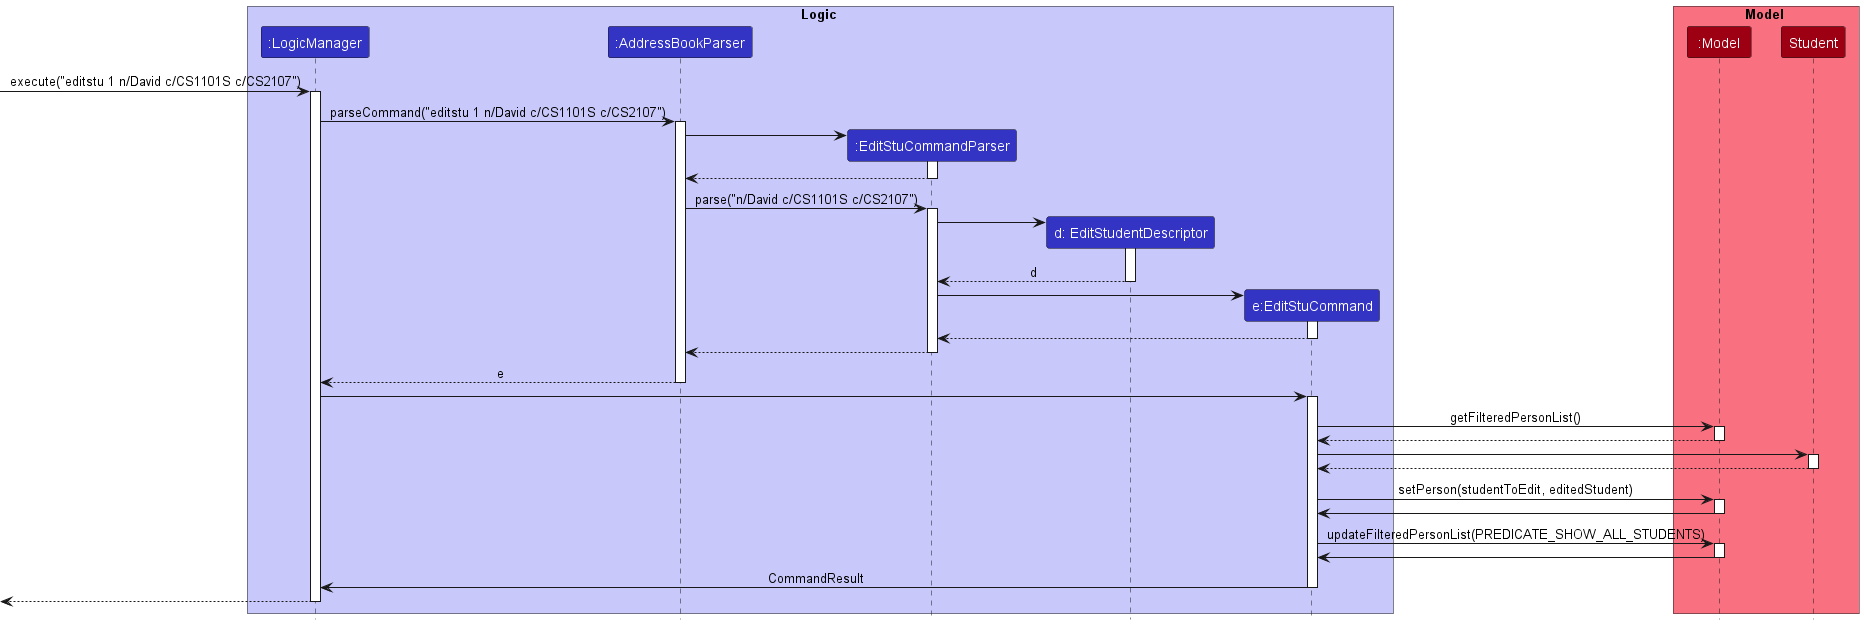 Logic
Model
:LogicManager
:AddressBookParser
:Model
Student
execute("editstu 1 n/David c/CS1101S c/CS2107")
parseCommand("editstu 1 n/David c/CS1101S c/CS2107")
:EditStuCommandParser
parse("n/David c/CS1101S c/CS2107")
d: EditStudentDescriptor
d
e:EditStuCommand
e
getFilteredPersonList()
setPerson(studentToEdit, editedStudent)
updateFilteredPersonList(PREDICATE_SHOW_ALL_STUDENTS)
CommandResult